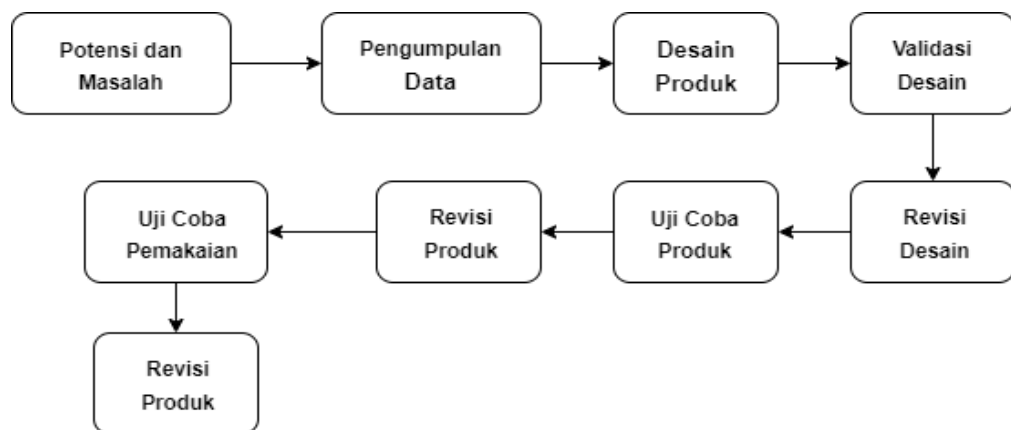 Potensi dan
Masalah
Pengumpulan
Data
Desain
Produk
Validasi
Desain
Revisi
Desain
Uji Coba
Produk
Revisi
Produk
Uji Coba
Pemakaian
Revisi
Produk